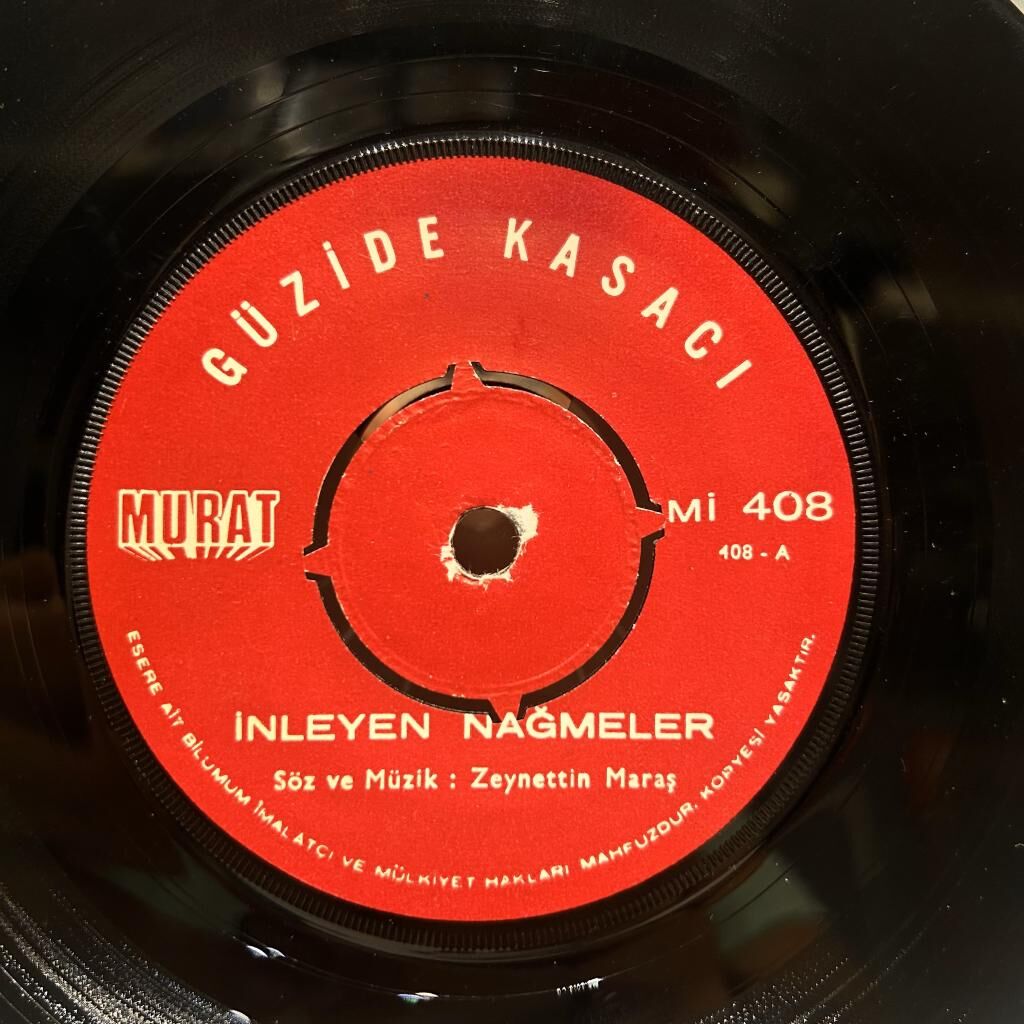 GÜZİDE KASACI
MURAT
Mİ 408
408 - A
İNLEYEN NAĞMELER
Söz ve Müzik : Zeynettin Maraş
ESERE AİT BİLUMUM İMALATÇI VE MÜLKİYET HAKLARI MAHFUZDUR. KOPYESİ YASAKTIR.